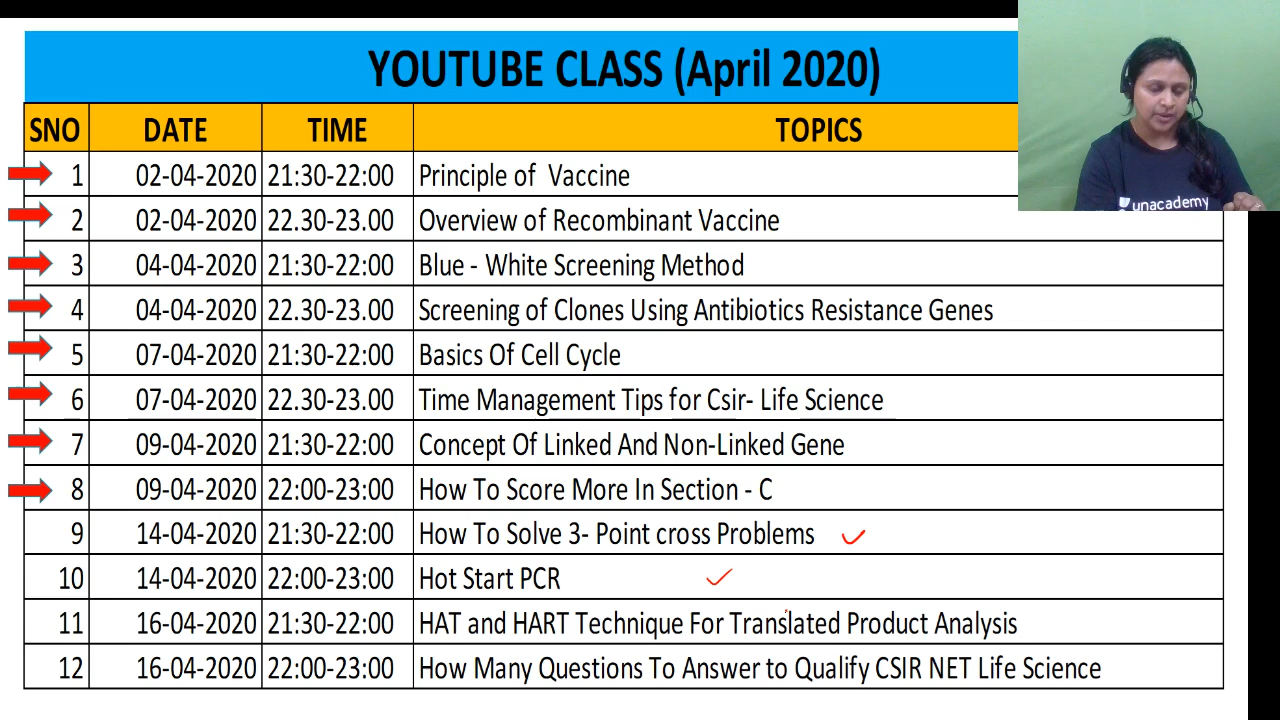 YOUTUBE CLASS (April 2020)
SNO DATE TIME TOPICS
1 02-04-2020 21:30-22:00 Principle of Vaccine
unacademy
2 02-04-2020 22.30-23.00 Overview of Recombinant Vaccine
3 04-04-2020 21:30-22:00 Blue - White Screening Method
4 04-04-2020 22.30-23.00 Screening of Clones Using Antibiotics Resistance Genes
5 07-04-2020 21:30-22:00 Basics Of Cell Cycle
6 07-04-2020 22.30-23.00 Time Management Tips for Csir- Life Science
7 09-04-2020 21:30-22:00 Concept Of Linked And Non-Linked Gene
8 09-04-2020 22:00-23:00 How To Score More In Section - C
9 14-04-2020 21:30-22:00 How To Solve 3- Point cross Problems
10 14-04-2020 22:00-23:00 Hot Start PCR
11 16-04-2020 21:30-22:00 HAT and HART Technique For Translated Product Analysis
12 16-04-2020 22:00-23:00 How Many Questions To Answer to Qualify CSIR NET Life Science